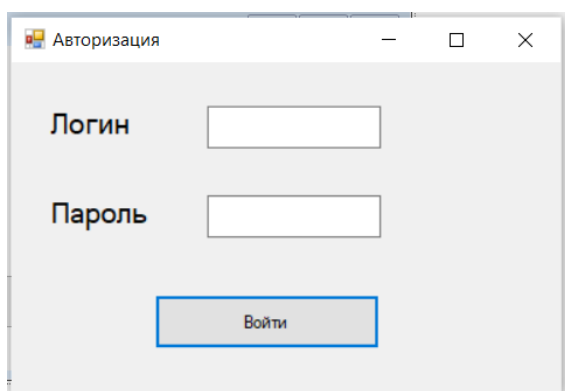 Авторизация
Логин
Пароль
Войти